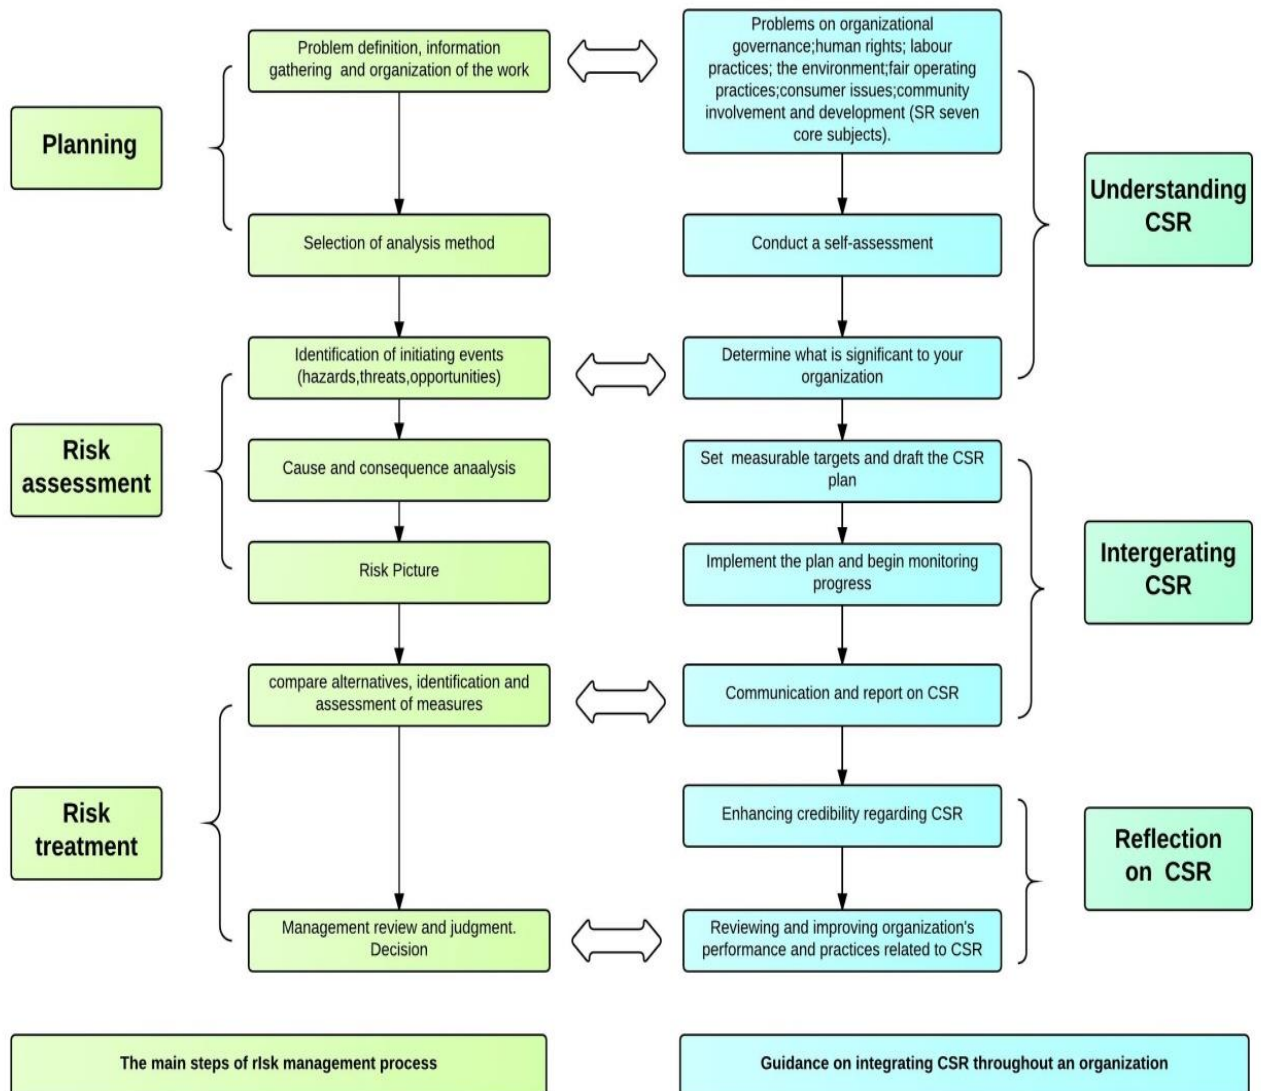 Planning
Problem definition, information
gathering and organization of the work
Selection of analysis method
Risk
assessment
Identification of initiating events
(hazards,threats,opportunities)
Cause and consequence anaalysis
Risk Picture
Risk
treatment
compare alternatives, identification and
assessment of measures
Management review and judgment.
Decision
The main steps of rIsk management process
Problems on organizational
governance;human rights; labour
practices; the environment;fair operating
practices;consumer issues;community
involvement and development (SR seven
core subjects).
Conduct a self-assessment
Determine what is significant to your
organization
Understanding
CSR
Set measurable targets and draft the CSR
plan
Implement the plan and begin monitoring
progress
Communication and report on CSR
Intergerating
CSR
Enhancing credibility regarding CSR
Reviewing and improving organization's
performance and practices related to CSR
Reflection
on CSR
Guidance on integrating CSR throughout an organization